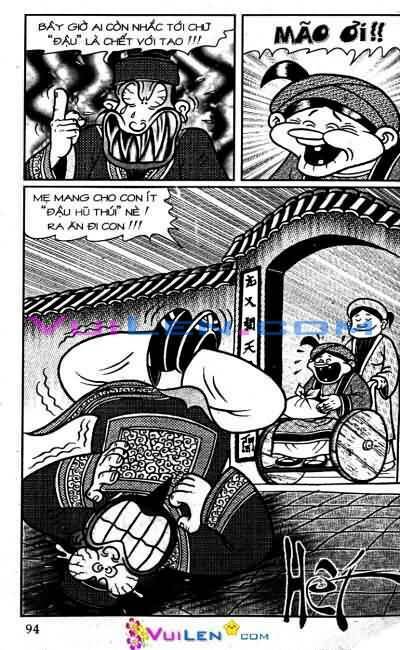 BÂY GIỜ AI CÒN NHẮC TỚI CHỮ
"ĐẬU" LÀ CHẾT VỚI TAO !!!
MÃO ƠI!!
MẸ MANG CHO CON ÍT
"ĐẬU HŨ THÚI" NÈ !
RA ĂN ĐI CON !!!
VUILEN.COM
Hết
94
VUILEN.COM